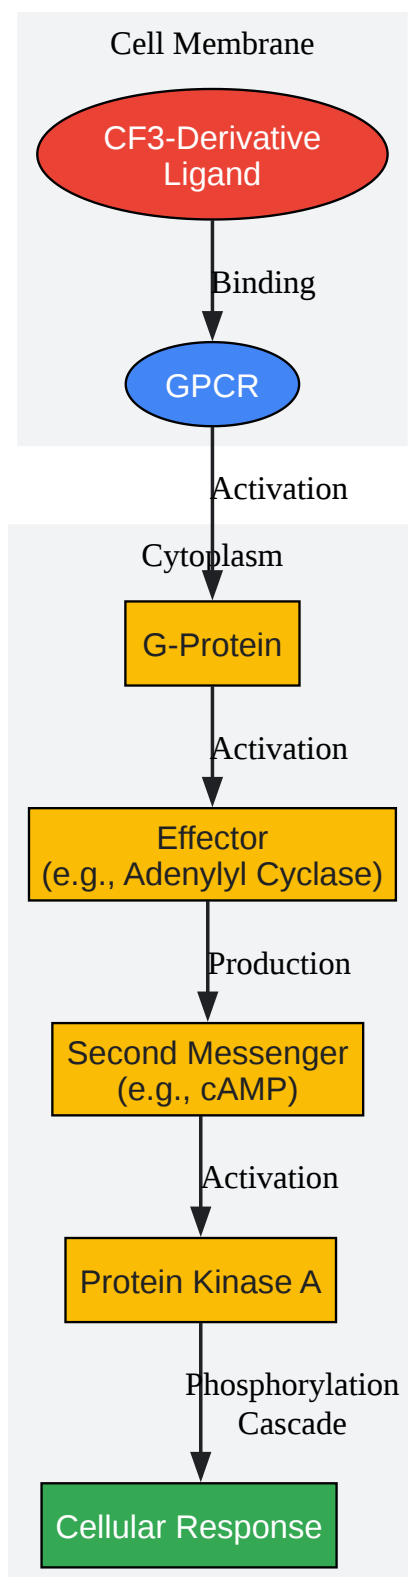 Cell Membrane
CF3-Derivative
Ligand
Binding
GPCR
Activation
Cytoplasm
G-Protein
Activation
Effector
(e.g., Adenylyl Cyclase)
Production
Second Messenger
(e.g., cAMP)
Activation
Protein Kinase A
Phosphorylation
Cascade
Cellular Response